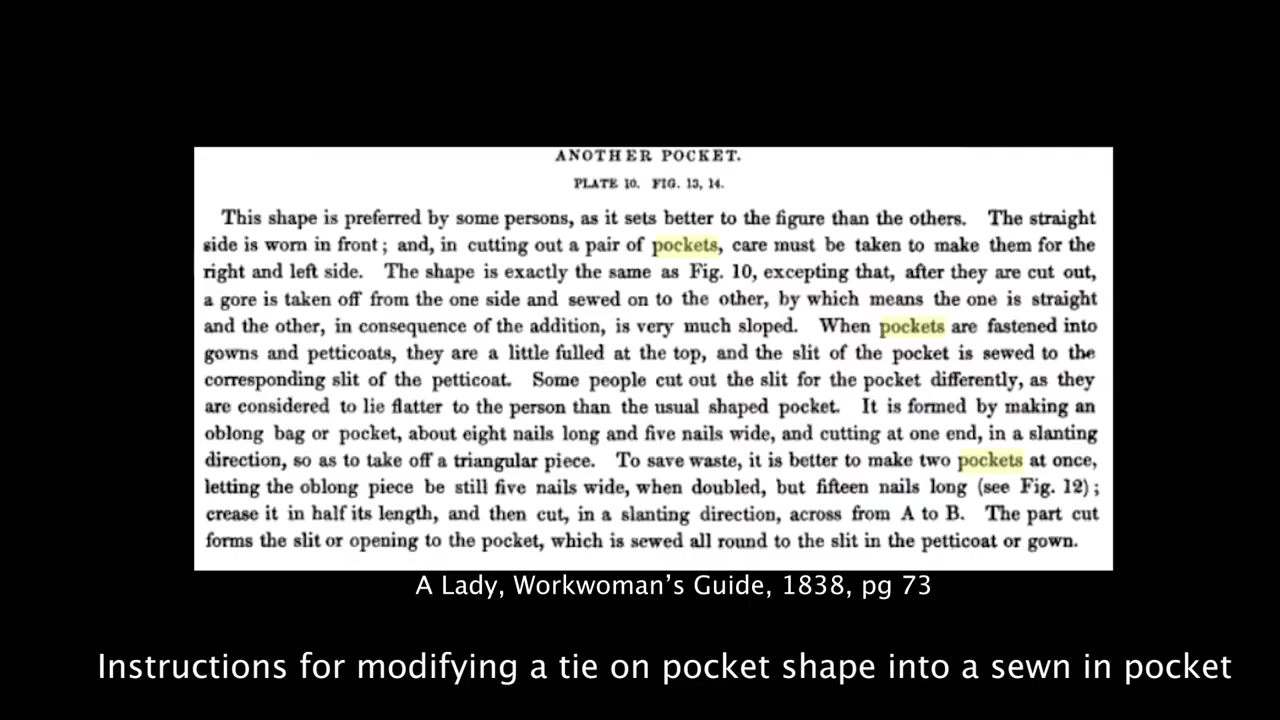 ANOTHER POCKET.
PLATE 10. FIG. 13, 14.
This shape is preferred by some persons, as it sets better to the figure than the others. The straight
side is worn in front; and, in cutting out a pair of pockets, care must be taken to make them for the
right and left side. The shape is exactly the same as Fig. 10, excepting that, after they are cut out,
a gore is taken off from the one side and sewed on to the other, by which means the one is straight
and the other, in consequence of the addition, is very much sloped. When pockets are fastened into
gowns and petticoats, they are a little fulled at the top, and the slit of the pocket is sewed to the
corresponding slit of the petticoat. Some people cut out the slit for the pocket differently, as they
are considered to lie flatter to the person than the usual shaped pocket. It is formed by making an
oblong bag or pocket, about eight nails long and five nails wide, and cutting at one end, in a slanting
direction, so as to take off a triangular piece. To save waste, it is better to make two pockets at once,
letting the oblong piece be still five nails wide, when doubled, but fifteen nails long (see Fig. 12);
crease it in half its length, and then cut, in a slanting direction, across from A to B. The part cut
forms the slit or opening to the pocket, which is sewed all round to the slit in the petticoat or gown.
A Lady, Workwoman's Guide, 1838, pg 73
Instructions for modifying a tie on pocket shape into a sewn in pocket